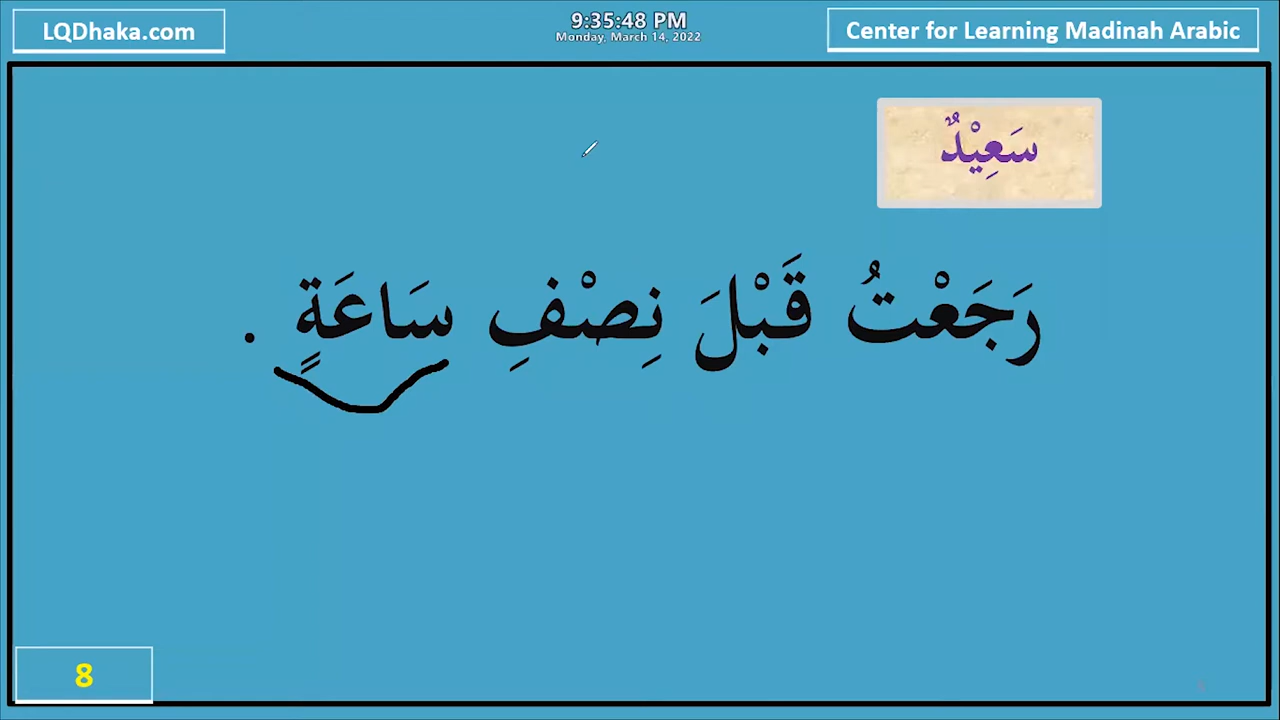 LQDhaka.com
9:35:48 PM
Monday, March 14, 2022
Center for Learning Madinah Arabic
سَعِيْدٌ
رَجَعْتُ قَبْلَ نِصْفِ سَاعَةٍ .
8